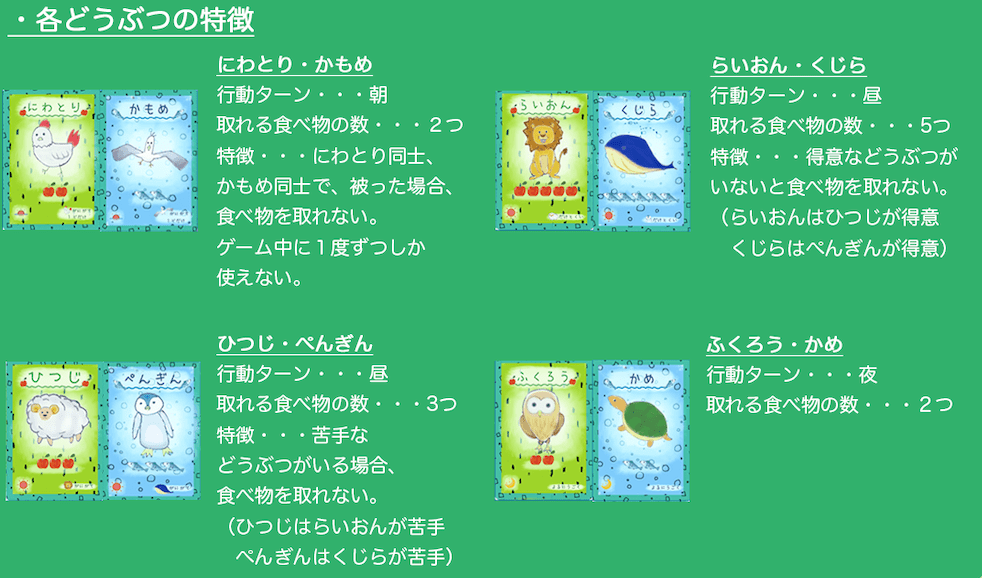 ・各どうぶつの特徴
にわとり・かもめ
行動ターン・・・朝
取れる食べ物の数・・・２つ
特徴・・・にわとり同士、
かもめ同士で、被った場合、
食べ物を取れない。
ゲーム中に１度ずつしか
使えない。
にわとり
かもめ
らいおん・くじら
行動ターン・・・昼
取れる食べ物の数・・・5つ
特徴・・・得意などうぶつが
いないと食べ物を取れない。
（らいおんはひつじが得意
くじらはぺんぎんが得意）
らいおん
くじら
ひつじ・ぺんぎん
行動ターン・・・昼
取れる食べ物の数・・・3つ
特徴・・・苦手な
どうぶつがいる場合、
食べ物を取れない。
（ひつじはらいおんが苦手
ぺんぎんはくじらが苦手）
ひつじ
ぺんぎん
ふくろう・かめ
行動ターン・・・夜
取れる食べ物の数・・・２つ
ふくろう
かめ